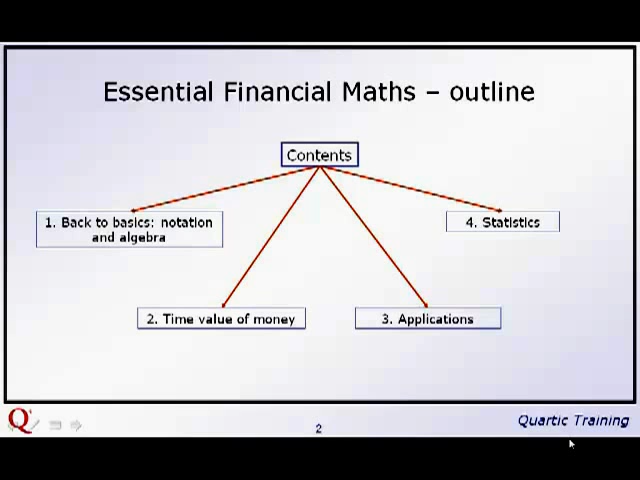 Essential Financial Maths – outline
Contents
1. Back to basics: notation
and algebra
4. Statistics
2. Time value of money
3. Applications
Q
2
Quartic Training